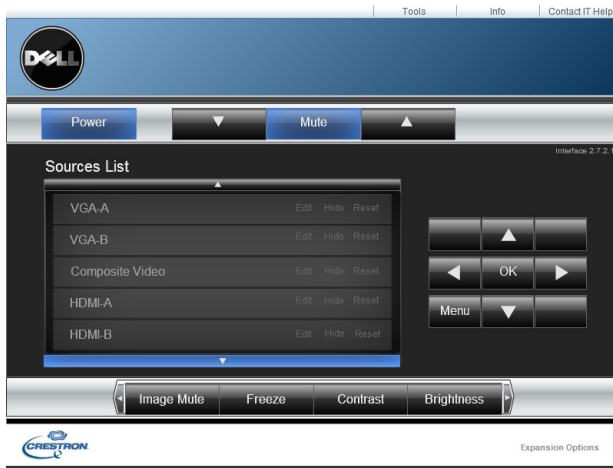 Tools Info Contact IT Help
DELL
Power Mute
Interface 2.7.2.1
Sources List
VGA-A Edit Hide Reset
VGA-B Edit Hide Reset
Composite Video Edit Hide Reset
HDMI-A Edit Hide Reset
HDMI-B Edit Hide Reset
OK
Menu
Image Mute Freeze Contrast Brightness
CRESTRON
Expansion Options